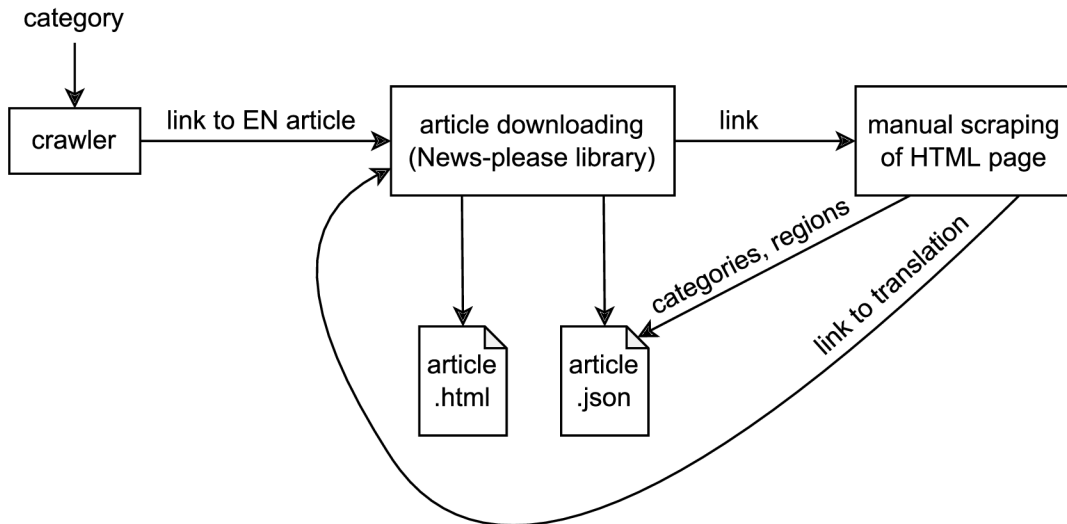 category
crawler
link to EN article
article downloading
(News-please library)
link
manual scraping
of HTML page
categories, regions
link to translation
article
.html
article
.json